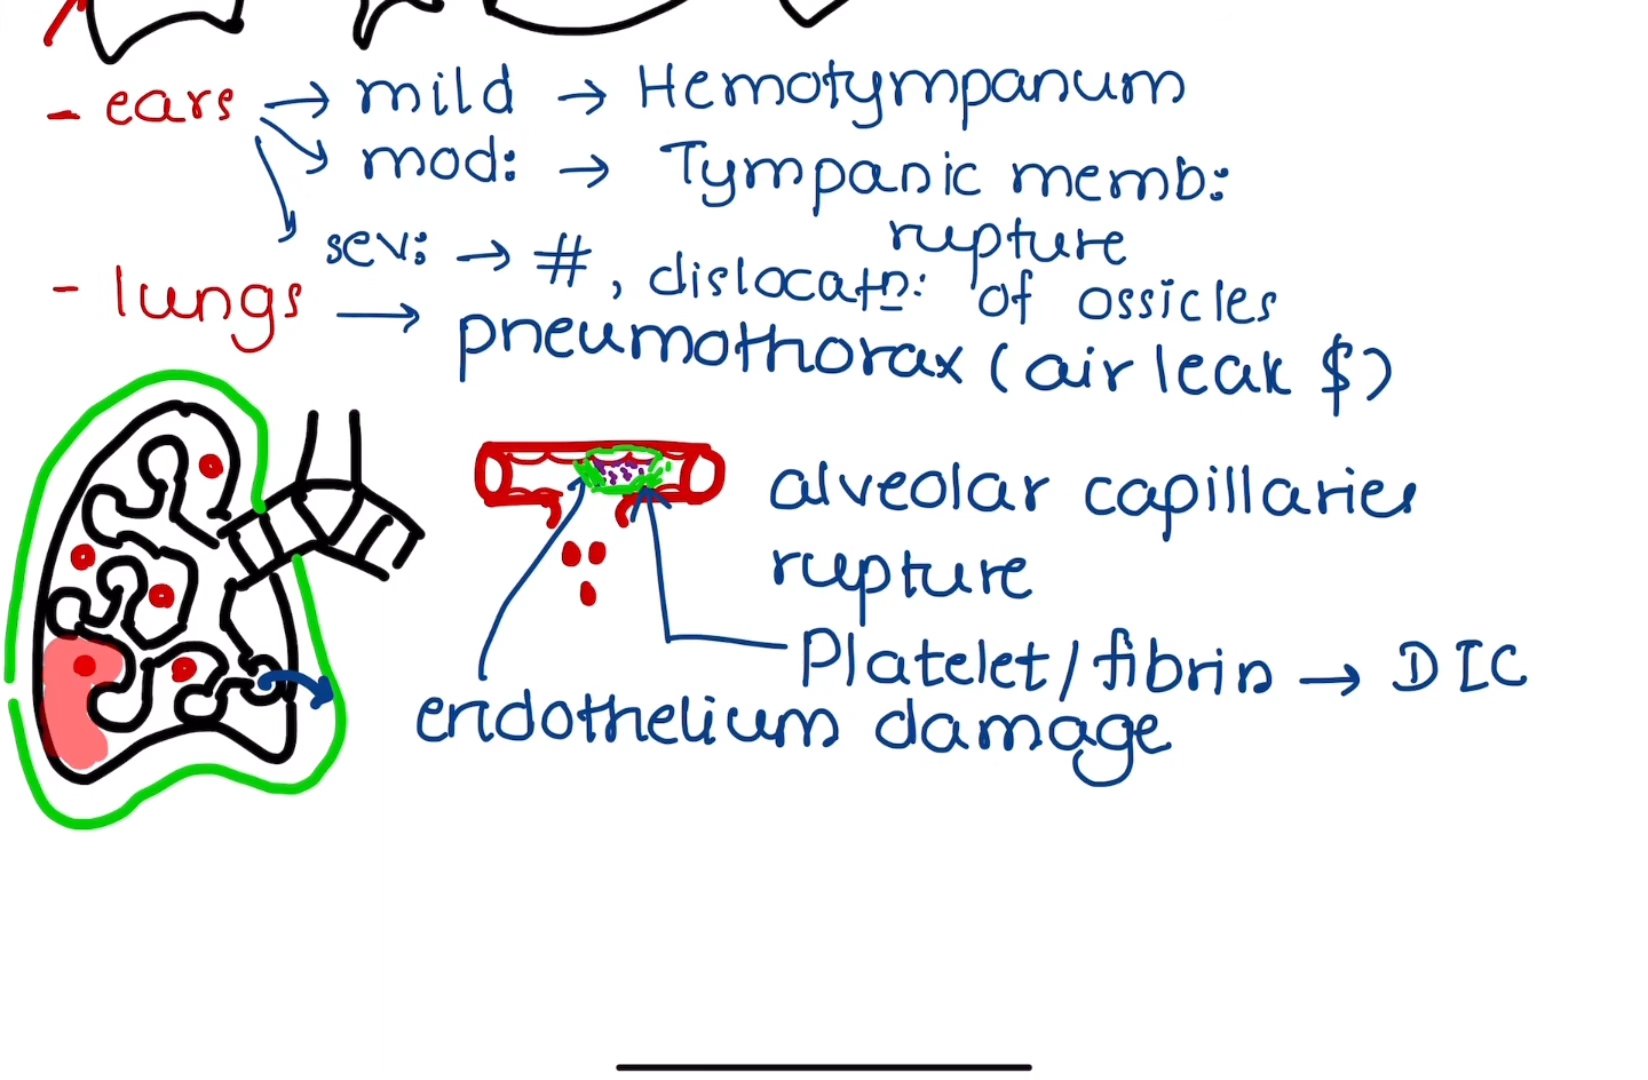 - ears → mild → Hemotympanum
mod: → Tympanic memb:
rupture
sev: → #, dislocatn: of ossicles
- lungs → pneumothorax (air leak $)
alveolar capillaries
rupture
Platelet/fibrin → DIC
endothelium damage